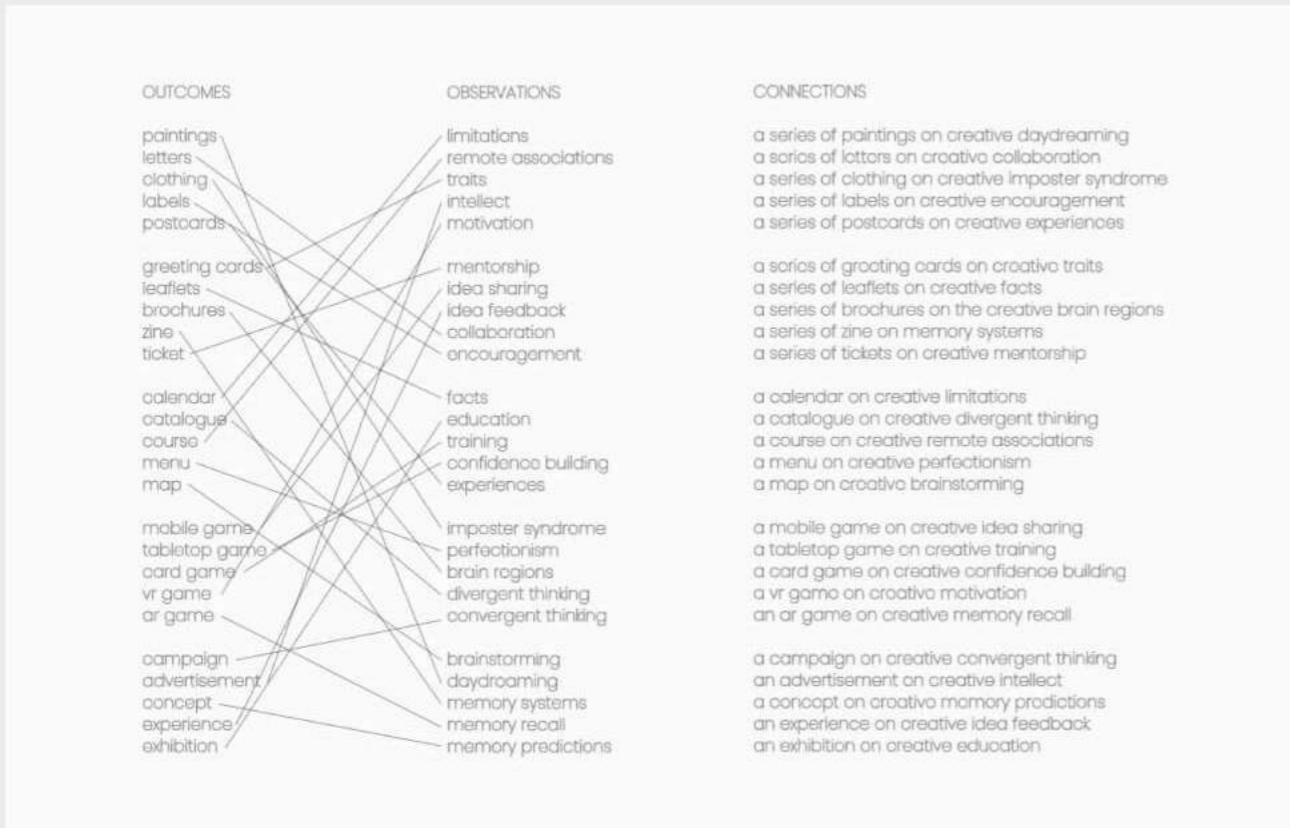 OUTCOMES
paintings
letters
clothing
labels
postcards
greeting cards
leaflets
brochures
zine
ticket
calendar
catalogue
course
menu
map
mobile game
tabletop game
card game
vr game
ar game
campaign
advertisement
concept
experience
exhibition
OBSERVATIONS
limitations
remote associations
traits
intellect
motivation
mentorship
idea sharing
idea feedback
collaboration
encouragement
facts
education
training
confidence building
experiences
imposter syndrome
perfectionism
brain regions
divergent thinking
convergent thinking
brainstorming
daydreaming
memory systems
memory recall
memory predictions
CONNECTIONS
a series of paintings on creative daydreaming
a series of letters on creative collaboration
a series of clothing on creative imposter syndrome
a series of labels on creative encouragement
a series of postcards on creative experiences
a series of greeting cards on creative traits
a series of leaflets on creative facts
a series of brochures on the creative brain regions
a series of zine on memory systems
a series of tickets on creative mentorship
a calendar on creative limitations
a catalogue on creative divergent thinking
a course on creative remote associations
a menu on creative perfectionism
a map on creative brainstorming
a mobile game on creative idea sharing
a tabletop game on creative training
a card game on creative confidence building
a vr game on creative motivation
an ar game on creative memory recall
a campaign on creative convergent thinking
an advertisement on creative intellect
a concept on creative memory predictions
an experience on creative idea feedback
an exhibition on creative education